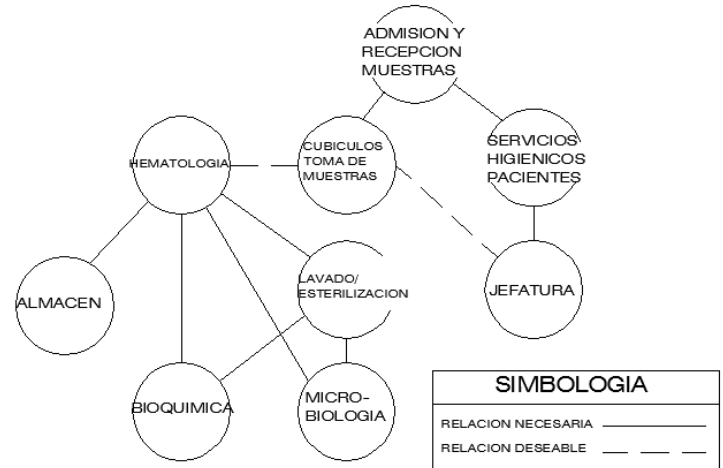 ADMISION Y
RECEPCION
MUESTRAS
HEMATOLOGIA
CUBICULOS
TOMA DE
MUESTRAS
SERVICIOS
HIGIENICOS
PACIENTES
ALMACEN
LAVADO/
ESTERILIZACION
JEFATURA
BIOQUIMICA
MICRO-
BIOLOGIA
SIMBOLOGIA
RELACION NECESARIA
RELACION DESEABLE